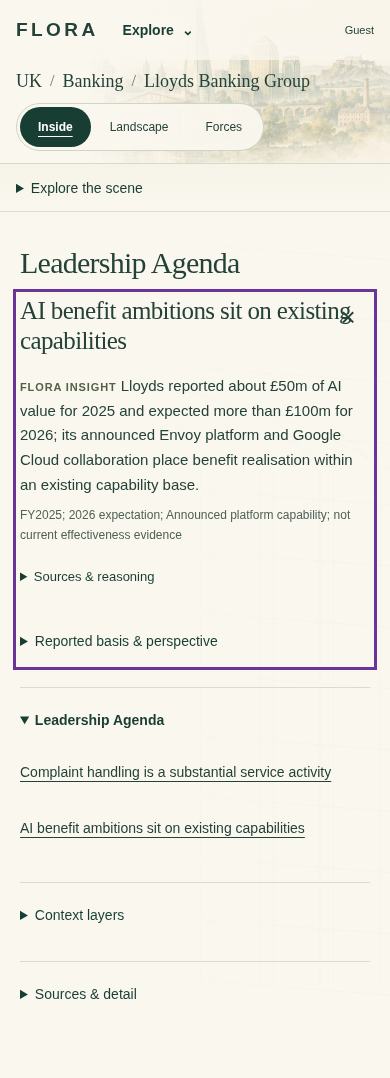 FLORA Explore Guest
UK / Banking / Lloyds Banking Group
Inside Landscape Forces
Explore the scene
Leadership Agenda
AI benefit ambitions sit on existing
capabilities
FLORA INSIGHT Lloyds reported about £50m of AI
value for 2025 and expected more than £100m for
2026; its announced Envoy platform and Google
Cloud collaboration place benefit realisation within
an existing capability base.
FY2025; 2026 expectation; Announced platform capability; not
current effectiveness evidence
Sources & reasoning
Reported basis & perspective
Leadership Agenda
Complaint handling is a substantial service activity
AI benefit ambitions sit on existing capabilities
Context layers
Sources & detail